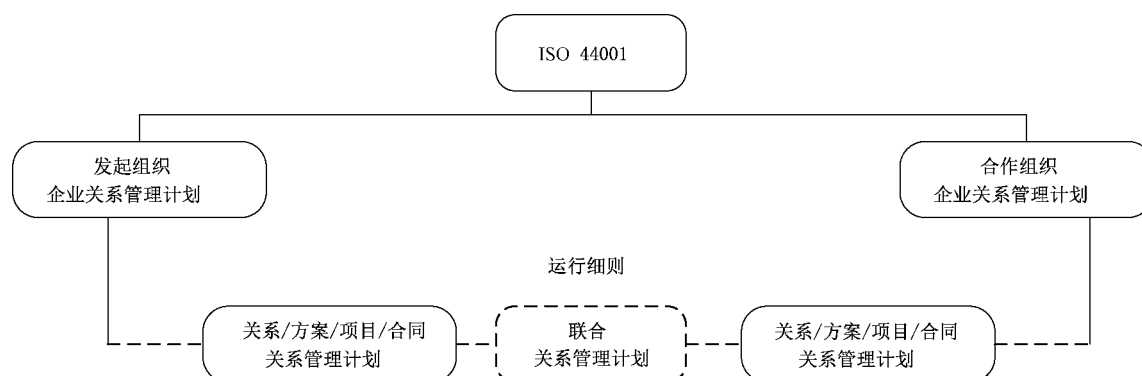 ISO 44001
发起组织
企业关系管理计划
合作组织
企业关系管理计划
运行细则
关系/方案/项目/合同
关系管理计划
联合
关系管理计划
关系/方案/项目/合同
关系管理计划